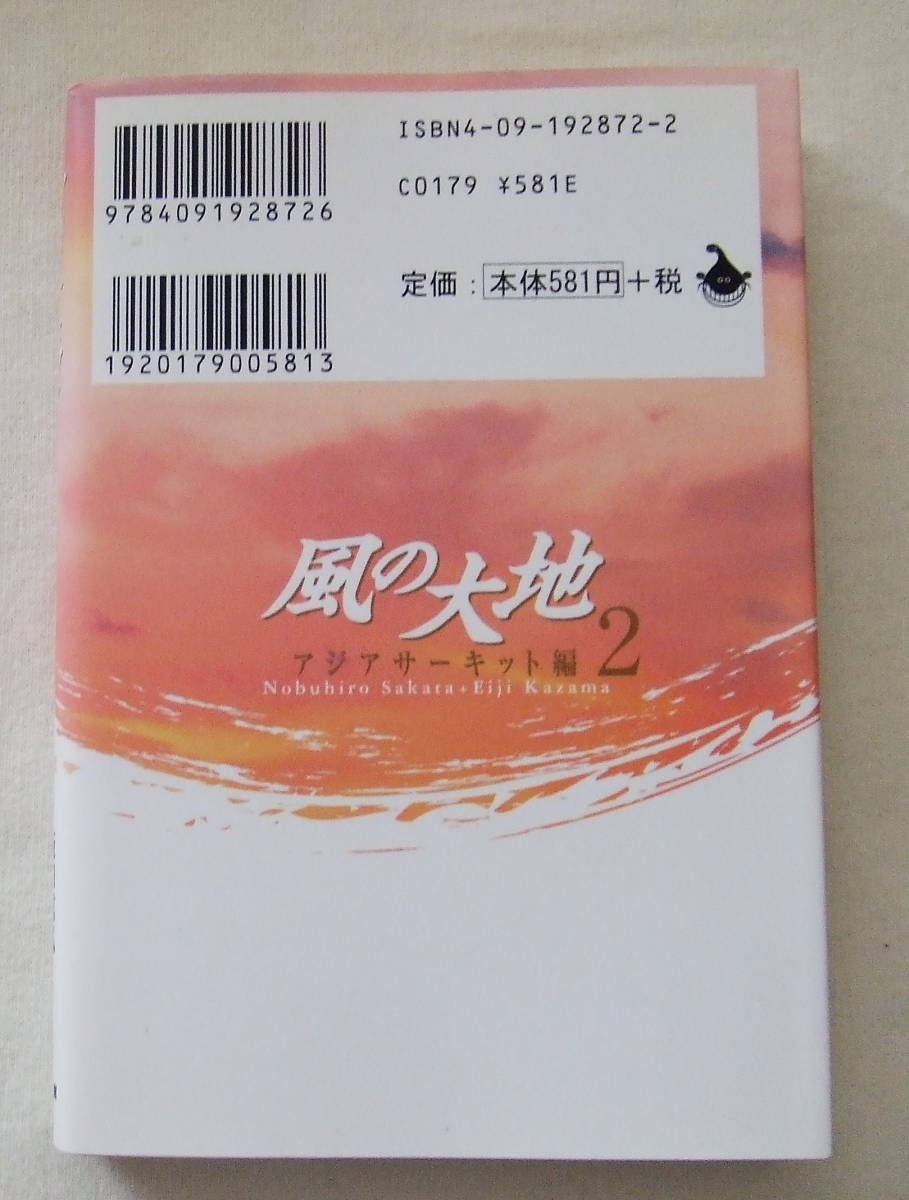 ISBN4-09-192872-2
9784091928726
C0179 ¥581E
定価：本体581円+税
1920179005813
風の大地
アジアサーキット編 2
Nobuhiro Sakata+Eiji Kazama